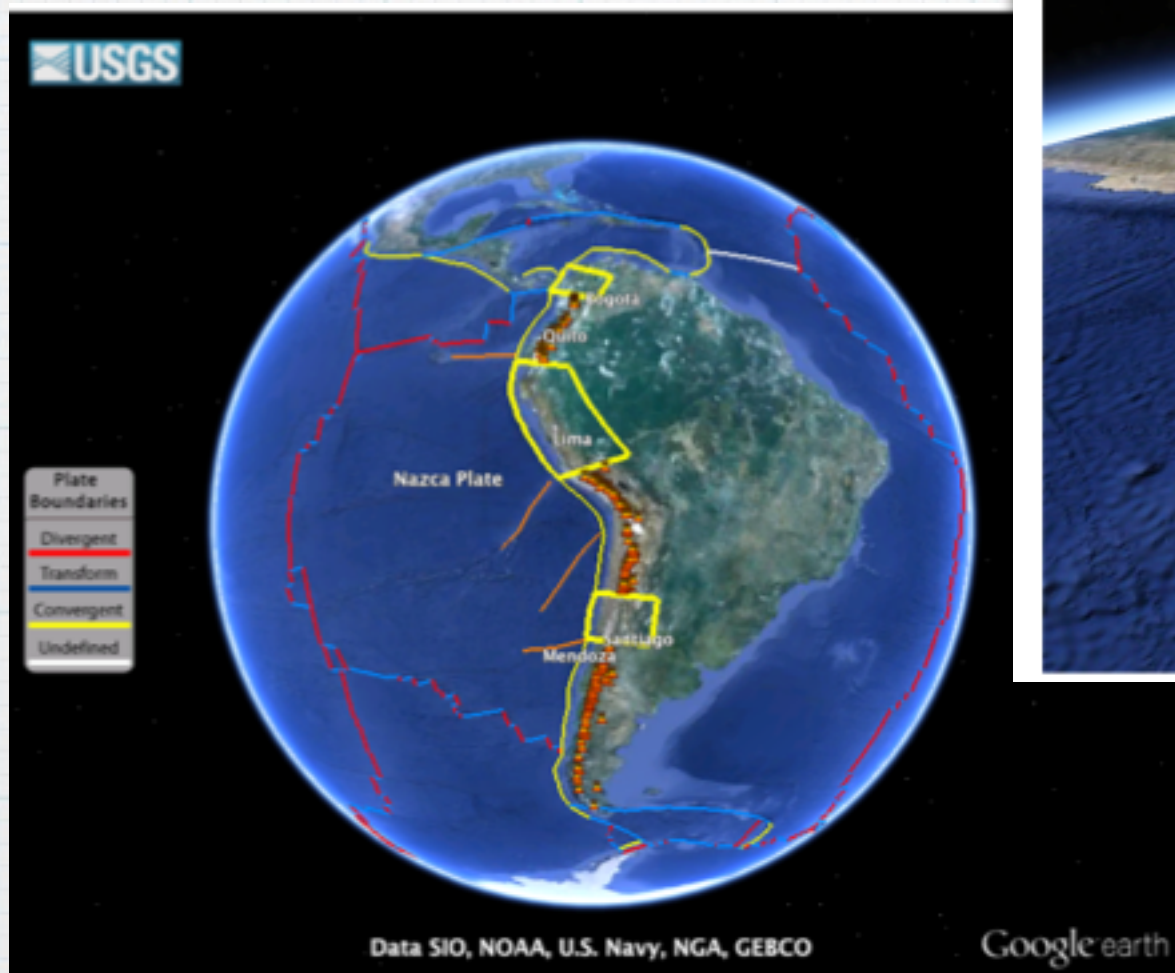 USGS
Bogotá
Quito
Lima
Nazca Plate
Plate
Boundaries
Divergent
Transform
Convergent
Undefined
Santiago
Mendoza
Data SIO, NOAA, U.S. Navy, NGA, GEBCO
Google earth